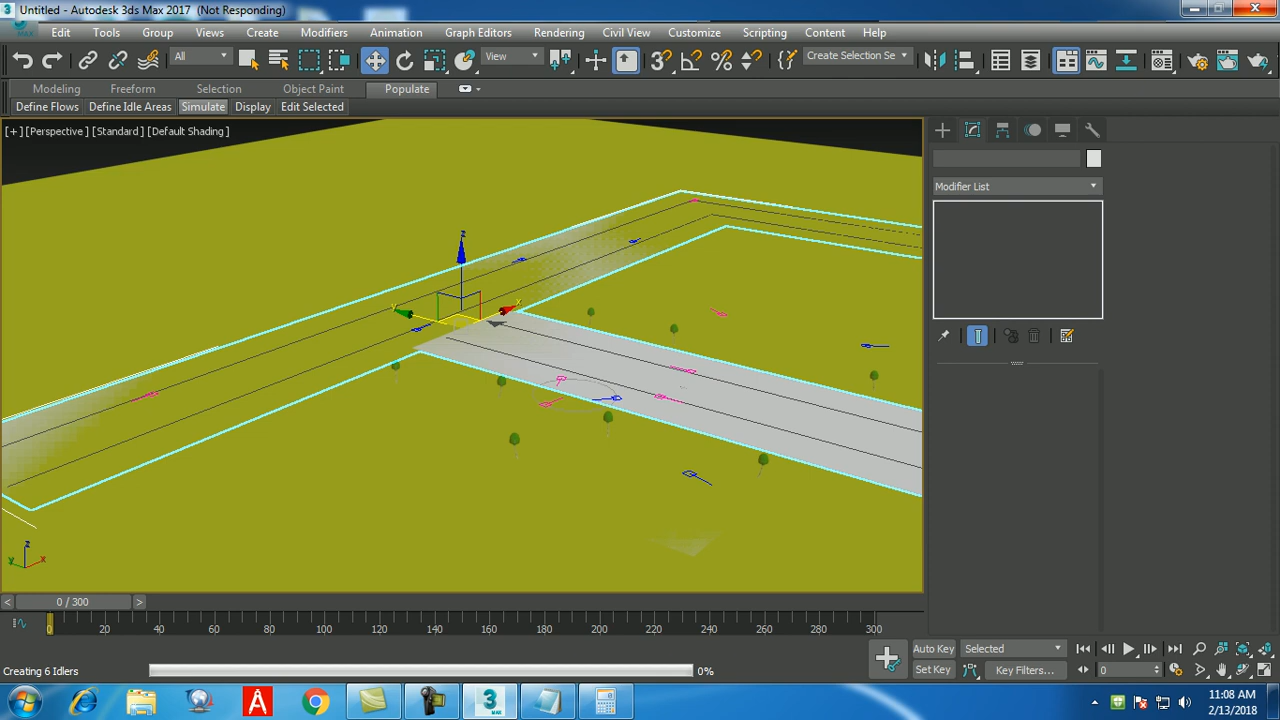 Untitled - Autodesk 3ds Max 2017 (Not Responding)
MAX Edit Tools Group Views Create Modifiers Animation Graph Editors Rendering Civil View Customize Scripting Content Help
All View Create Selection Se
Modeling Freeform Selection Object Paint Populate
Define Flows Define Idle Areas Simulate Display Edit Selected
[+] [Perspective] [Standard] [Default Shading]
Modifier List
z
y
x
z
y
x
< 0 / 300 >
0 20 40 60 80 100 120 140 160 180 200 220 240 260 280 300
Auto Key Selected
Creating 6 Idlers 0% Set Key Key Filters... 0
3 MAX
11:08 AM
2/13/2018